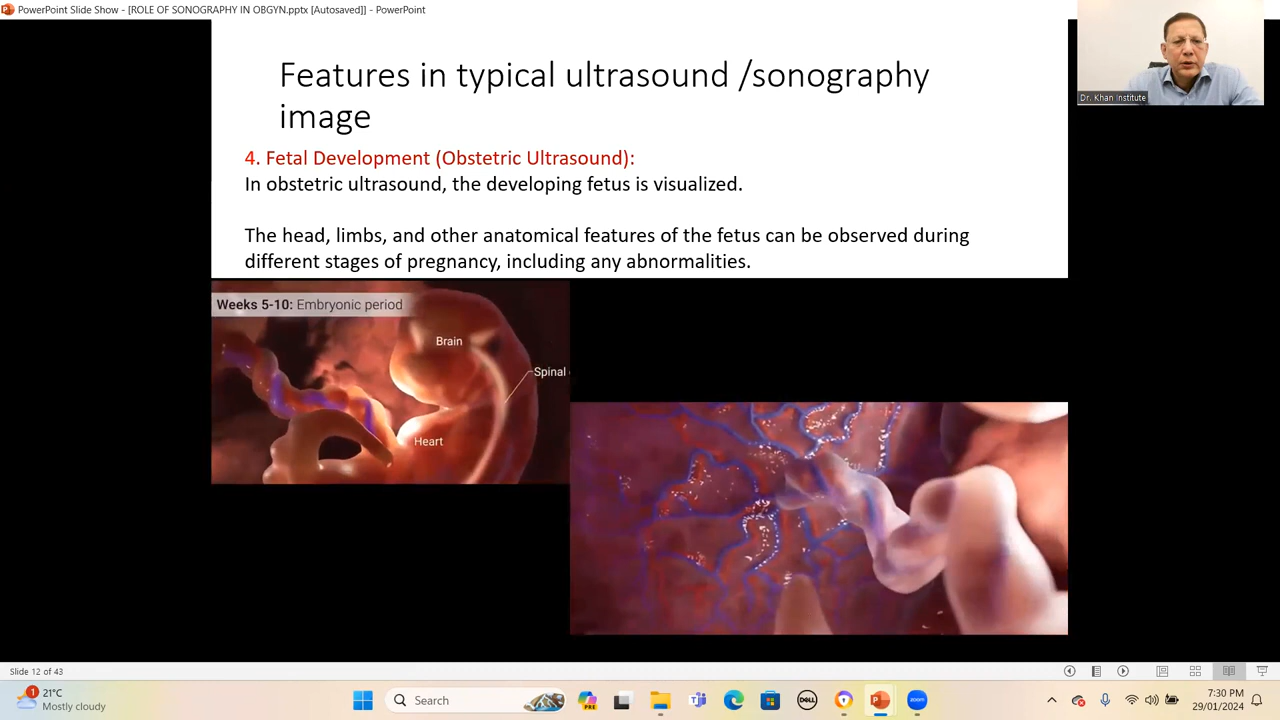 PowerPoint Slide Show - [ROLE OF SONOGRAPHY IN OBGYN.pptx [Autosaved]] - PowerPoint
Features in typical ultrasound /sonography
image
Dr. Khan Institute
4. Fetal Development (Obstetric Ultrasound):
In obstetric ultrasound, the developing fetus is visualized.
The head, limbs, and other anatomical features of the fetus can be observed during
different stages of pregnancy, including any abnormalities.
Weeks 5-10: Embryonic period
Brain
Spinal
Heart
Slide 12 of 43
1
21°C
Mostly cloudy
Search
PRE
DELL
zoom
7:30 PM
29/01/2024